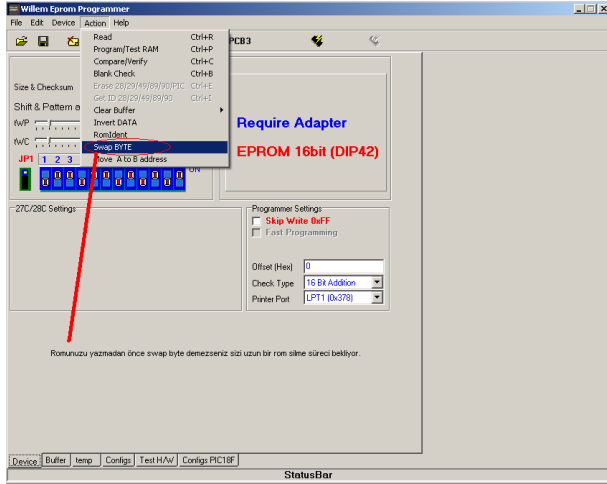 Willem Eprom Programmer
File Edit Device Action Help
PCB3
Read Ctrl+R
Program/Test RAM Ctrl+P
Compare/Verify Ctrl+C
Blank Check Ctrl+B
Erase 28/29/49/89/90/PIC Ctrl+E
Get ID 28/29/49/89/90 Ctrl+I
Clear Buffer
Invert DATA
RomIdent
Swap BYTE
Move A to B address
Size & Checksum
Shift & Pattern
tWP
tWC
JP1 1 2 3
ON
Require Adapter
EPROM 16bit (DIP42)
27C/28C Settings
Programmer Settings
Skip Write 0xFF
Fast Programming
Offset (Hex) 0
Check Type 16 Bit Addition
Printer Port LPT1 (0x378)
Romunuzu yazmadan önce swap byte demezseniz sizi uzun bir rom silme süreci bekliyor.
Device Buffer temp Configs Test H/W Configs PIC18F
StatusBar